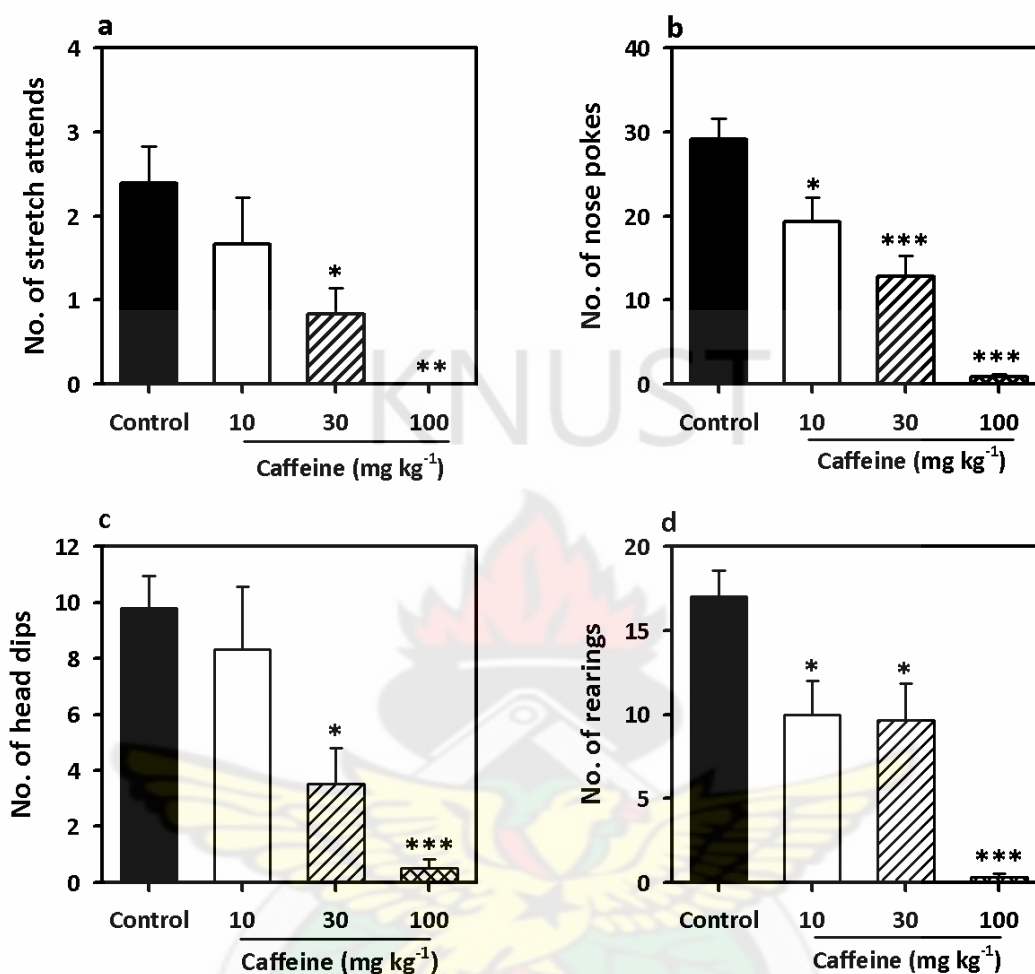 a
No. of stretch attends
4
3
2
1
0
*
**
Control 10 30 100
Caffeine (mg kg⁻¹)
b
No. of nose pokes
40
30
20
10
0
*
***
***
Control 10 30 100
Caffeine (mg kg⁻¹)
KNUST
c
No. of head dips
12
10
8
6
4
2
0
*
***
Control 10 30 100
Caffeine (mg kg⁻¹)
d
No. of rearings
20
15
10
5
0
*
*
***
Control 10 30 100
Caffeine (mg kg⁻¹)